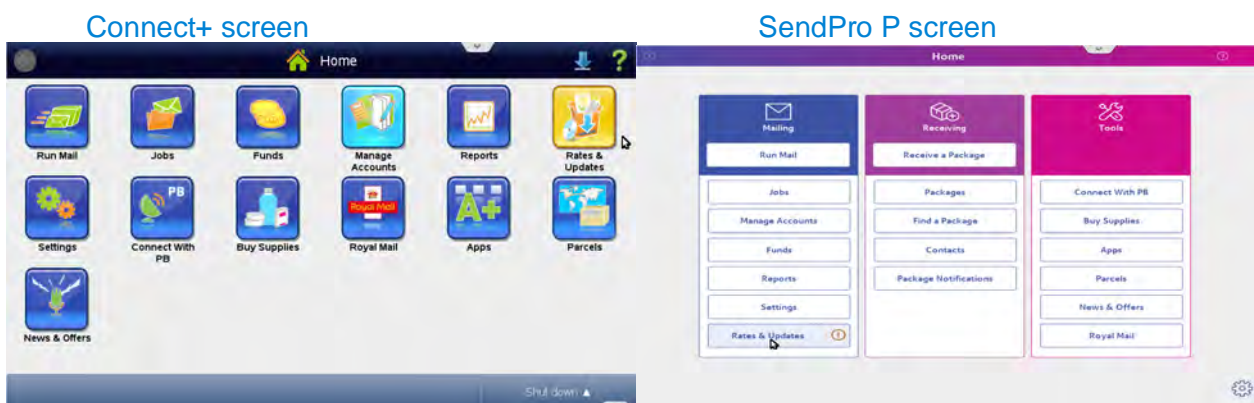 Connect+ screen
SendPro P screen
Home
?
Run Mail
Jobs
Funds
Manage Accounts
Reports
Rates & Updates
PB
Royal Mail
A+
Settings
Connect With PB
Buy Supplies
Royal Mail
Apps
Parcels
News & Offers
Shut down
Home
Mailing
Run Mail
Jobs
Manage Accounts
Funds
Reports
Settings
Rates & Updates
Receiving
Receive a Package
Packages
Find a Package
Contacts
Package Notifications
Tools
Connect With PB
Buy Supplies
Apps
Parcels
News & Offers
Royal Mail